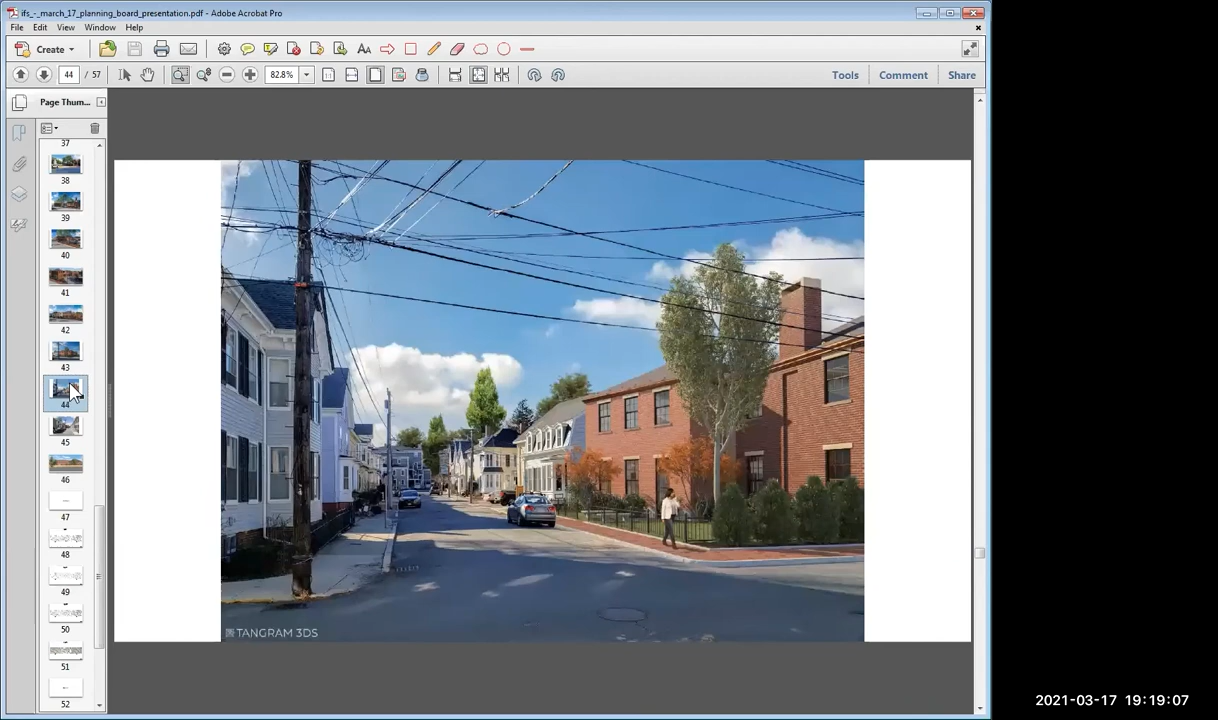 ifs_-_march_17_planning_board_presentation.pdf - Adobe Acrobat Pro
File Edit View Window Help
Create
44 / 57 82.8% Tools Comment Share
Page Thum...
37
38
39
40
41
42
43
44
45
46
47
48
49
50
51
52
TANGRAM 3DS
2021-03-17 19:19:07